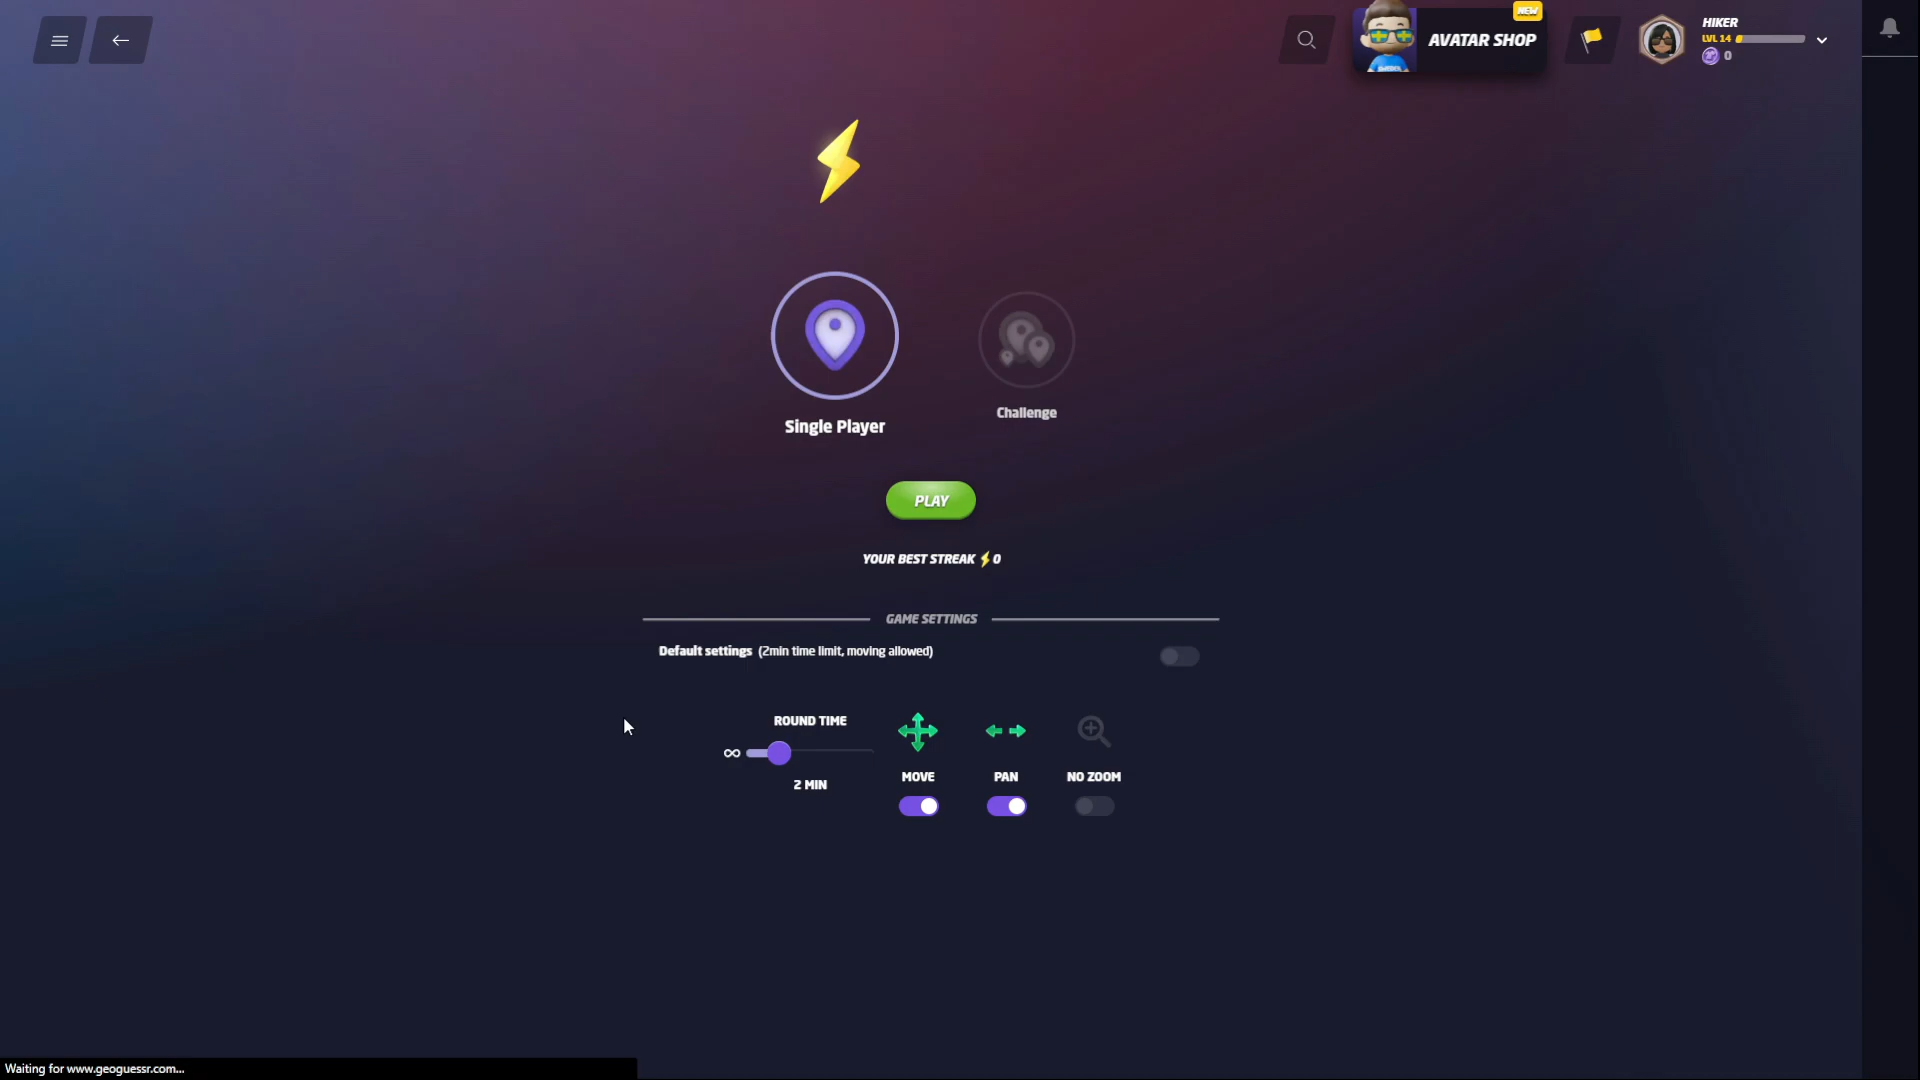 NEW
AVATAR SHOP
HIKER
LVL 14
0
Single Player
Challenge
PLAY
YOUR BEST STREAK 0
GAME SETTINGS
Default settings (2min time limit, moving allowed)
ROUND TIME
∞
2 MIN
MOVE
PAN
NO ZOOM
Waiting for www.geoguessr.com...